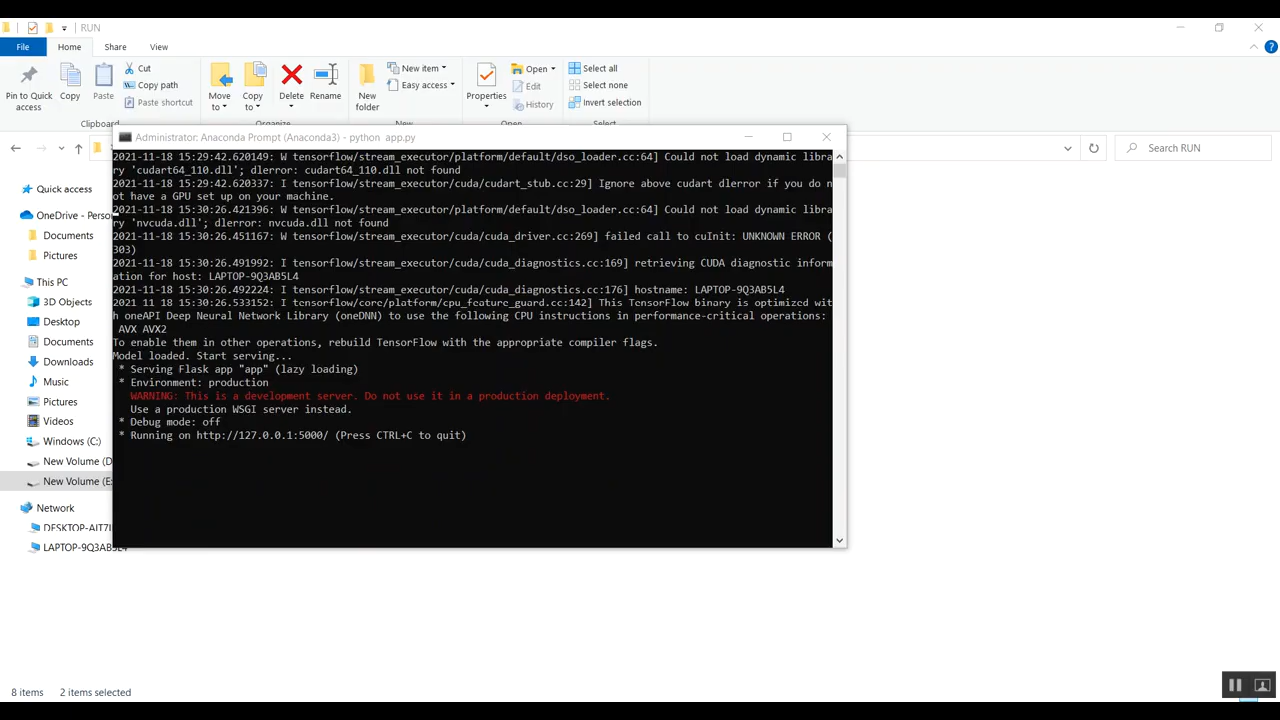 RUN
File
Home
Share
View
Pin to Quick
access
Copy
Paste
Cut
Copy path
Paste shortcut
Clipboard
Move
to
Copy
to
Delete
Rename
Organize
New
folder
New item
Easy access
New
Properties
Open
Edit
History
Open
Select all
Select none
Invert selection
Select
Search RUN
Administrator: Anaconda Prompt (Anaconda3) - python app.py
2021-11-18 15:29:42.620149: W tensorflow/stream_executor/platform/default/dso_loader.cc:64] Could not load dynamic libra
ry 'cudart64_110.dll'; dlerror: cudart64_110.dll not found
2021-11-18 15:29:42.620337: I tensorflow/stream_executor/cuda/cudart_stub.cc:29] Ignore above cudart dlerror if you do n
ot have a GPU set up on your machine.
2021-11-18 15:30:26.421396: W tensorflow/stream_executor/platform/default/dso_loader.cc:64] Could not load dynamic libra
ry 'nvcuda.dll'; dlerror: nvcuda.dll not found
2021-11-18 15:30:26.451167: W tensorflow/stream_executor/cuda/cuda_driver.cc:269] failed call to cuInit: UNKNOWN ERROR (
303)
2021-11-18 15:30:26.491992: I tensorflow/stream_executor/cuda/cuda_diagnostics.cc:169] retrieving CUDA diagnostic inform
ation for host: LAPTOP-9Q3AB5L4
2021-11-18 15:30:26.492224: I tensorflow/stream_executor/cuda/cuda_diagnostics.cc:176] hostname: LAPTOP-9Q3AB5L4
2021 11 18 15:30:26.533152: I tensorflow/core/platform/cpu_feature_guard.cc:142] This TensorFlow binary is optimized wit
h oneAPI Deep Neural Network Library (oneDNN) to use the following CPU instructions in performance-critical operations:
AVX AVX2
To enable them in other operations, rebuild TensorFlow with the appropriate compiler flags.
Model loaded. Start serving...
* Serving Flask app "app" (lazy loading)
* Environment: production
WARNING: This is a development server. Do not use it in a production deployment.
Use a production WSGI server instead.
* Debug mode: off
* Running on http://127.0.0.1:5000/ (Press CTRL+C to quit)
Quick access
OneDrive - Perso
Documents
Pictures
This PC
3D Objects
Desktop
Documents
Downloads
Music
Pictures
Videos
Windows (C:)
New Volume (D
New Volume (E:
Network
DESKTOP-AIT7I
LAPTOP-9Q3AB5L4
8 items 2 items selected